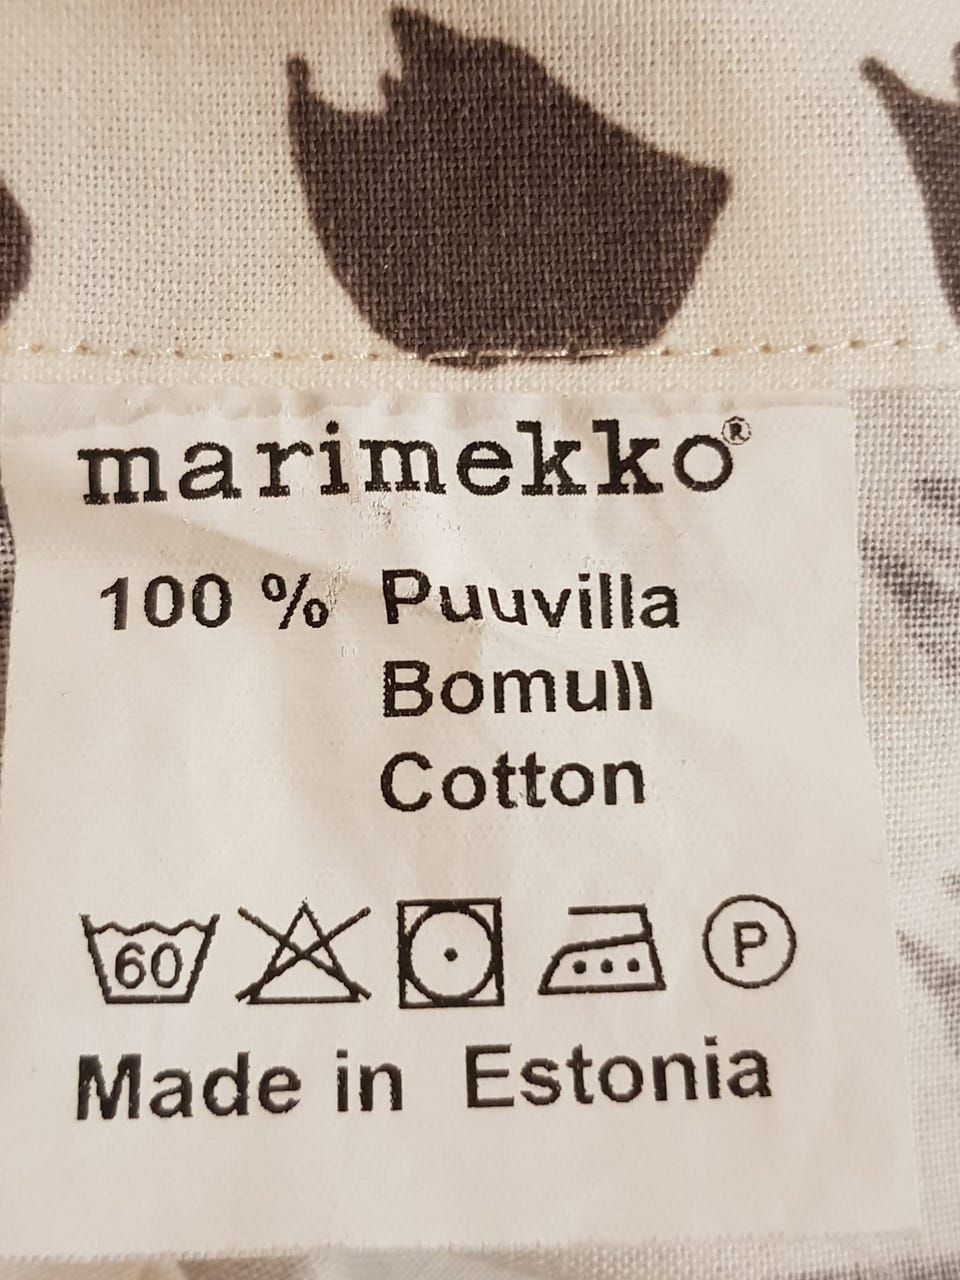 marimekko®
100 % Puuvilla
Bomull
Cotton
60 P
Made in Estonia